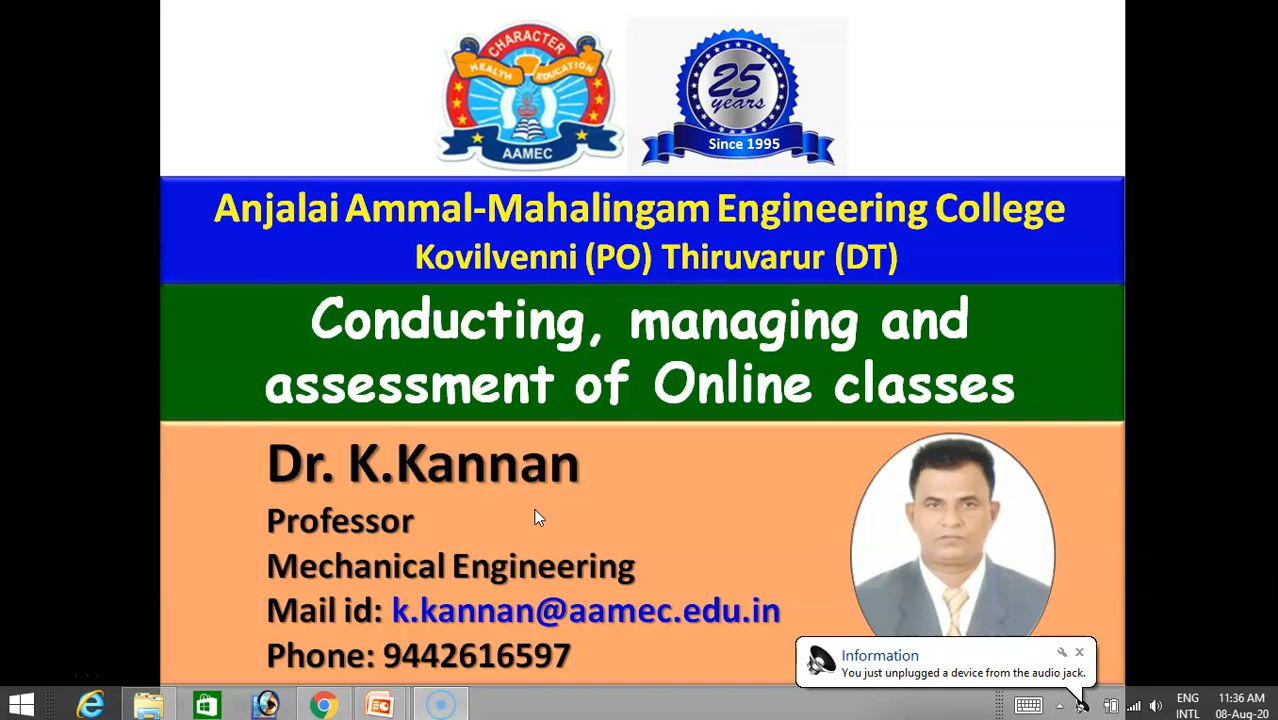 CHARACTER
HEALTH EDUCATION
AAMEC
25
years
Since 1995
Anjalai Ammal-Mahalingam Engineering College
Kovilvenni (PO) Thiruvarur (DT)
Conducting, managing and
assessment of Online classes
Dr. K.Kannan
Professor
Mechanical Engineering
Mail id: k.kannan@aamec.edu.in
Phone: 9442616597
Information
You just unplugged a device from the audio jack.
ENG
INTL
11:36 AM
08-Aug-20